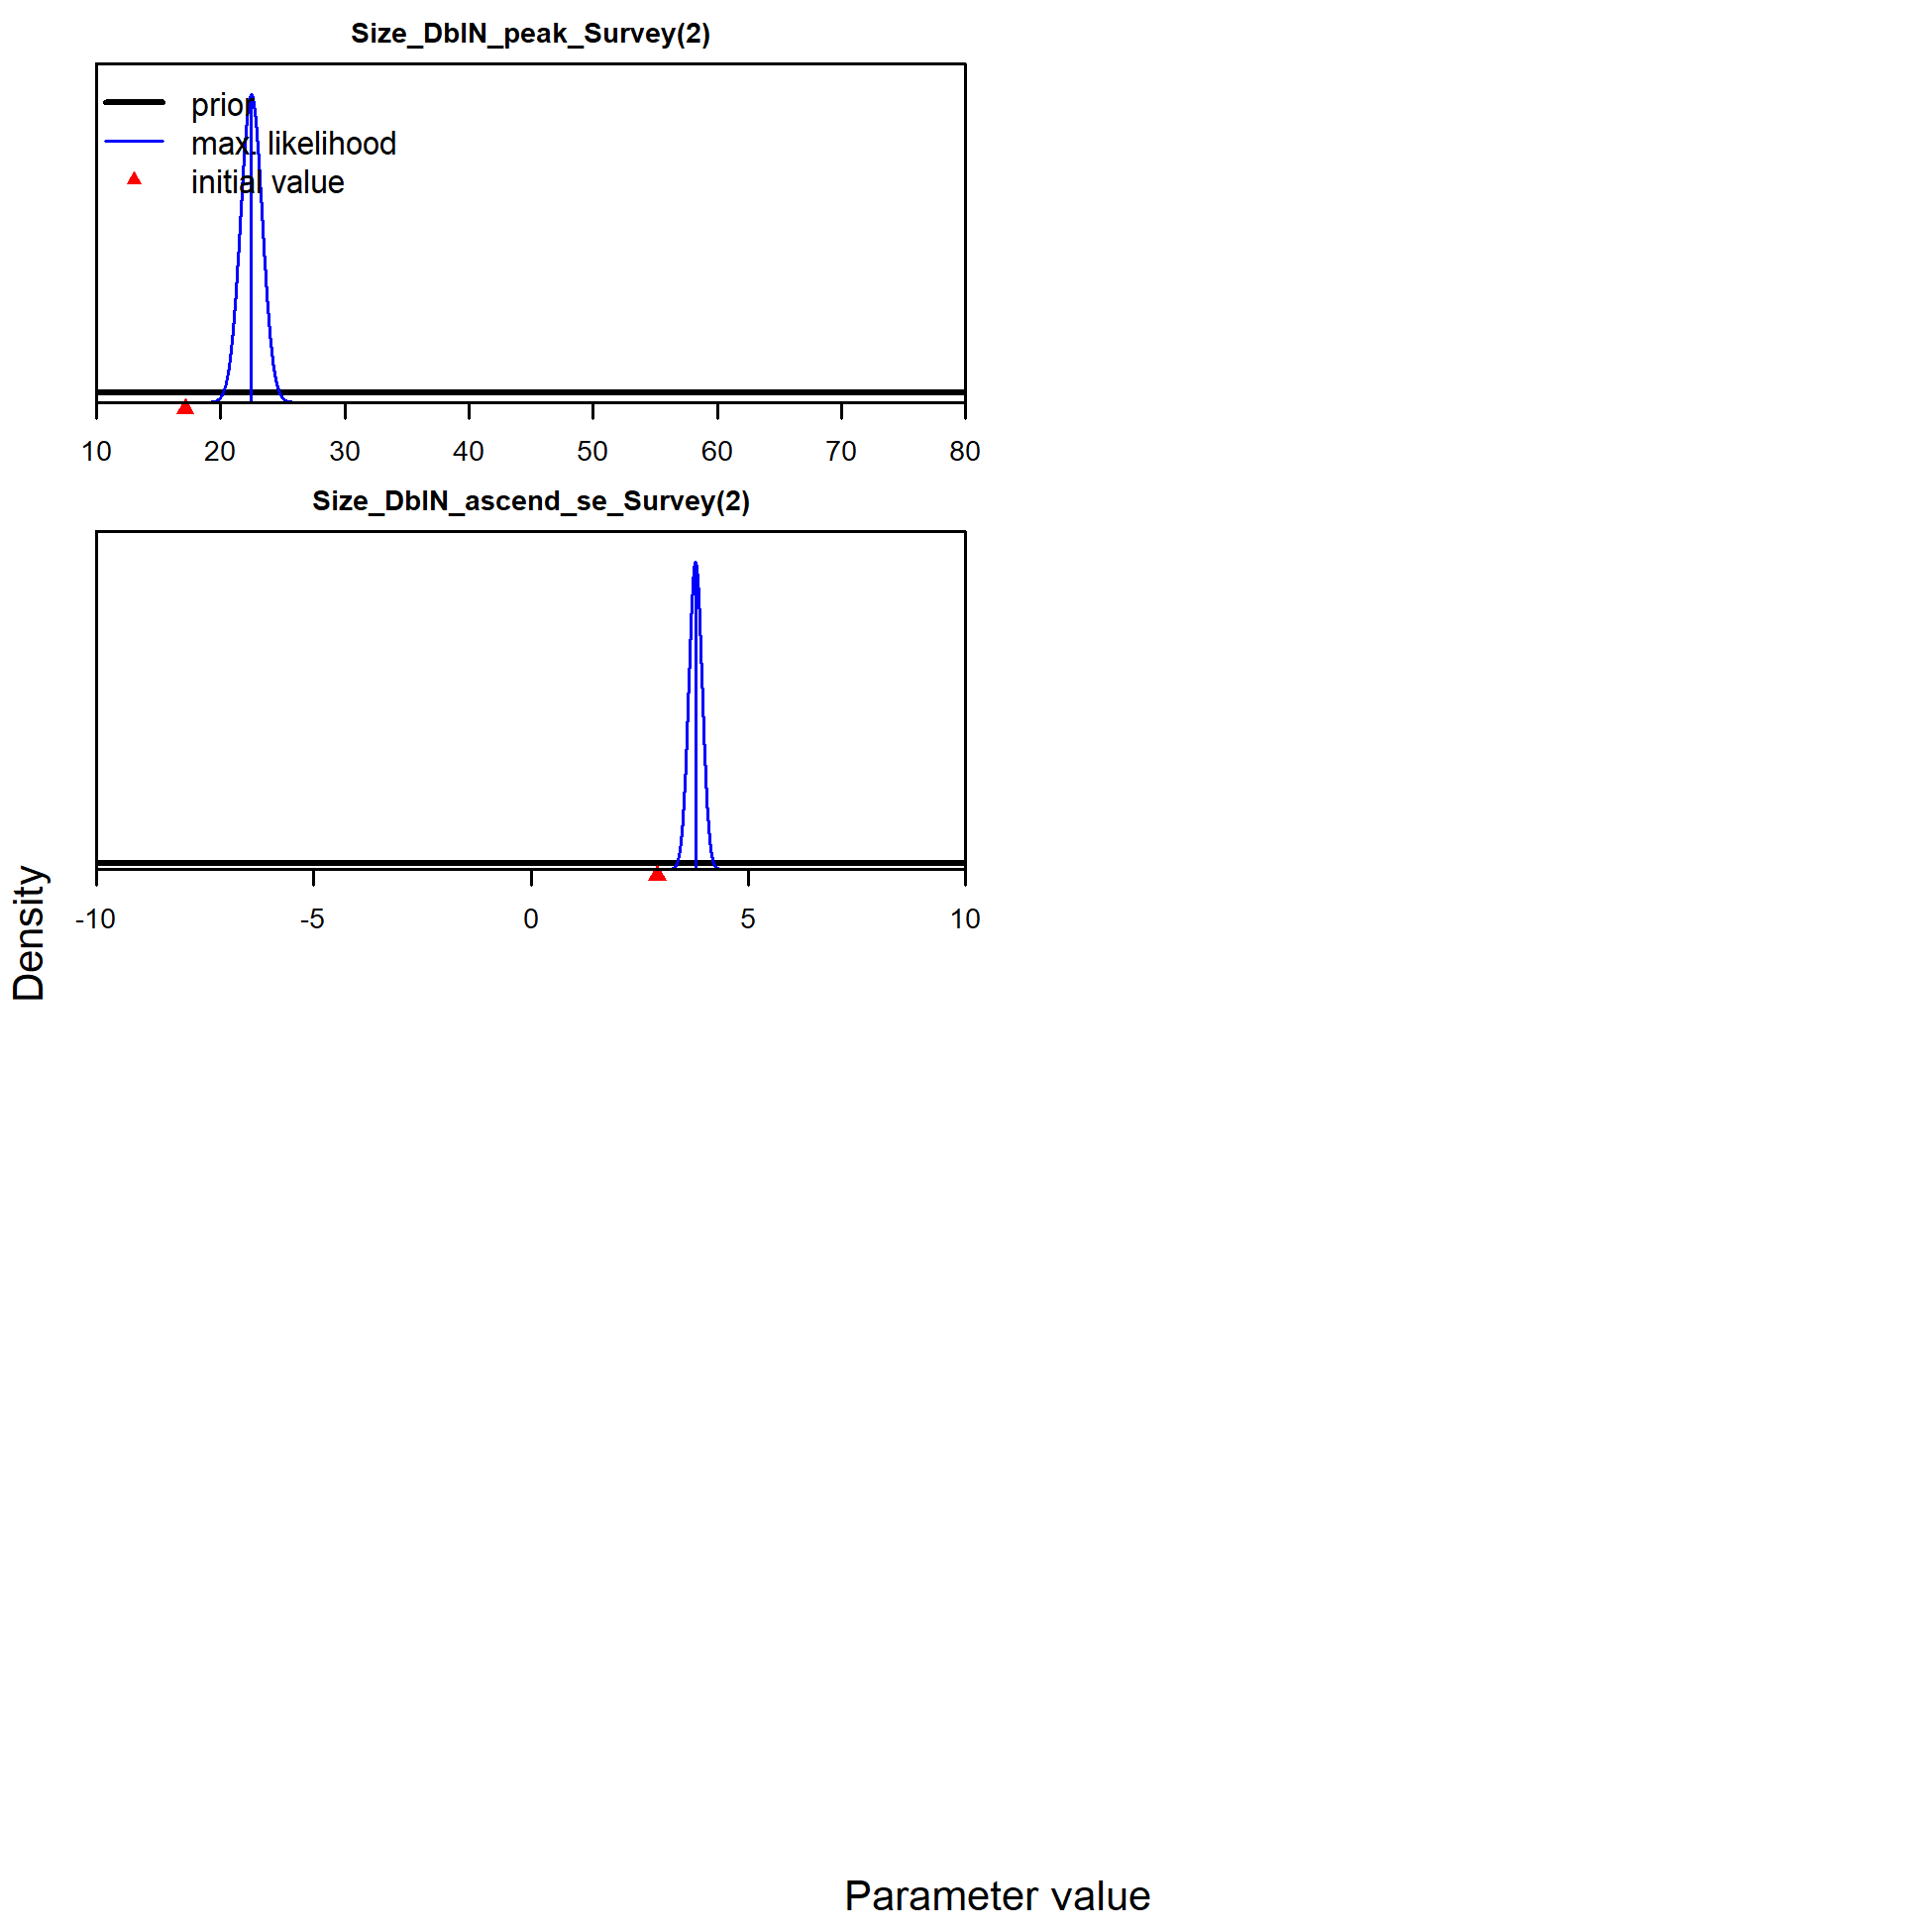 Size_DblN_peak_Survey(2)
prior
max. likelihood
initial value
10 20 30 40 50 60 70 80
Size_DblN_ascend_se_Survey(2)
-10 -5 0 5 10
Density
Parameter value